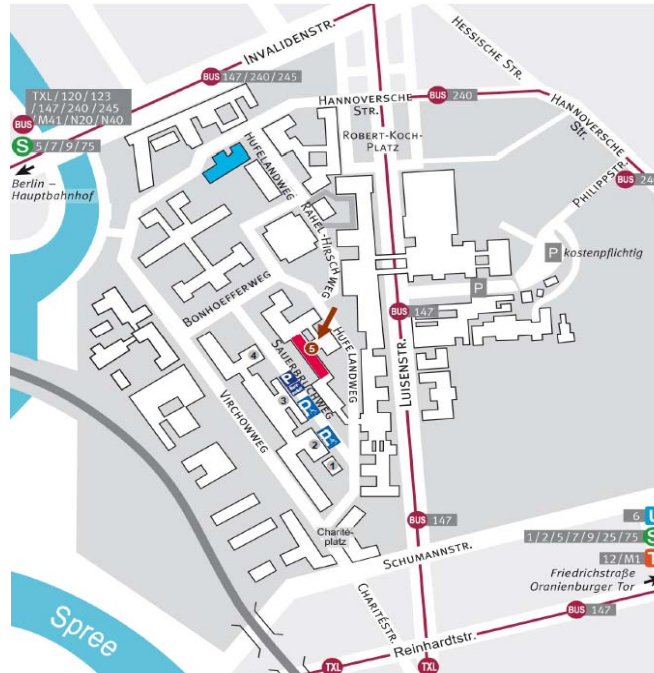 INVALIDENSTR.
HESSISCHE STR.
BUS 147/240/245
TXL/120/123
/147/240/245
/M41/N20/N40
BUS
S 5/7/9/75
Berlin –
Hauptbahnhof
HANNOVERSCHE
STR.
BUS 240
HANNOVERSCHE
Str.
ROBERT-KOCH-
PLATZ
HUFELANDWEG
PHILIPPSTR.
BUS 24
RAHEL-HIRSCH WEG
P kostenpflichtig
P
BONHOEFFERWEG
BUS 147
5
4
HUFELANDWEG
SAUERBRUCHWEG
LUISENSTR.
3
2
1
VIRCHOWWEG
BUS 147
6 U
1/2/5/7/9/25/75 S
12/M1 T
Charité-
platz
SCHUMANNSTR.
Friedrichstraße
Oranienburger Tor
CHARITÉSTR.
BUS 147
Spree
Reinhardtstr.
TXL
TXL